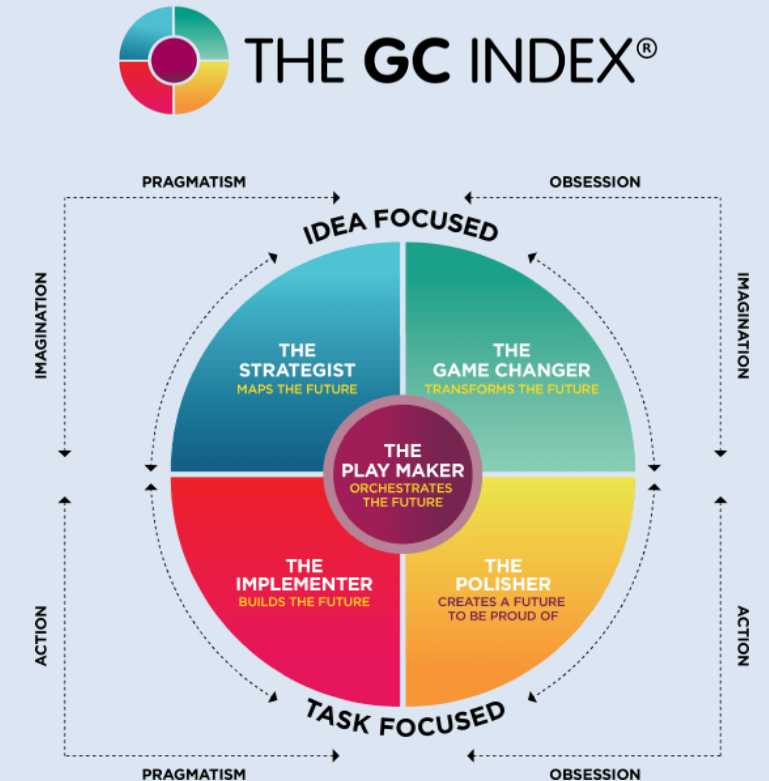 THE GC INDEX®
PRAGMATISM
OBSESSION
IDEA FOCUSED
IMAGINATION
IMAGINATION
THE
STRATEGIST
MAPS THE FUTURE
THE
GAME CHANGER
TRANSFORMS THE FUTURE
THE
PLAY MAKER
ORCHESTRATES
THE FUTURE
THE
IMPLEMENTER
BUILDS THE FUTURE
THE
POLISHER
CREATES A FUTURE
TO BE PROUD OF
ACTION
ACTION
TASK FOCUSED
PRAGMATISM
OBSESSION